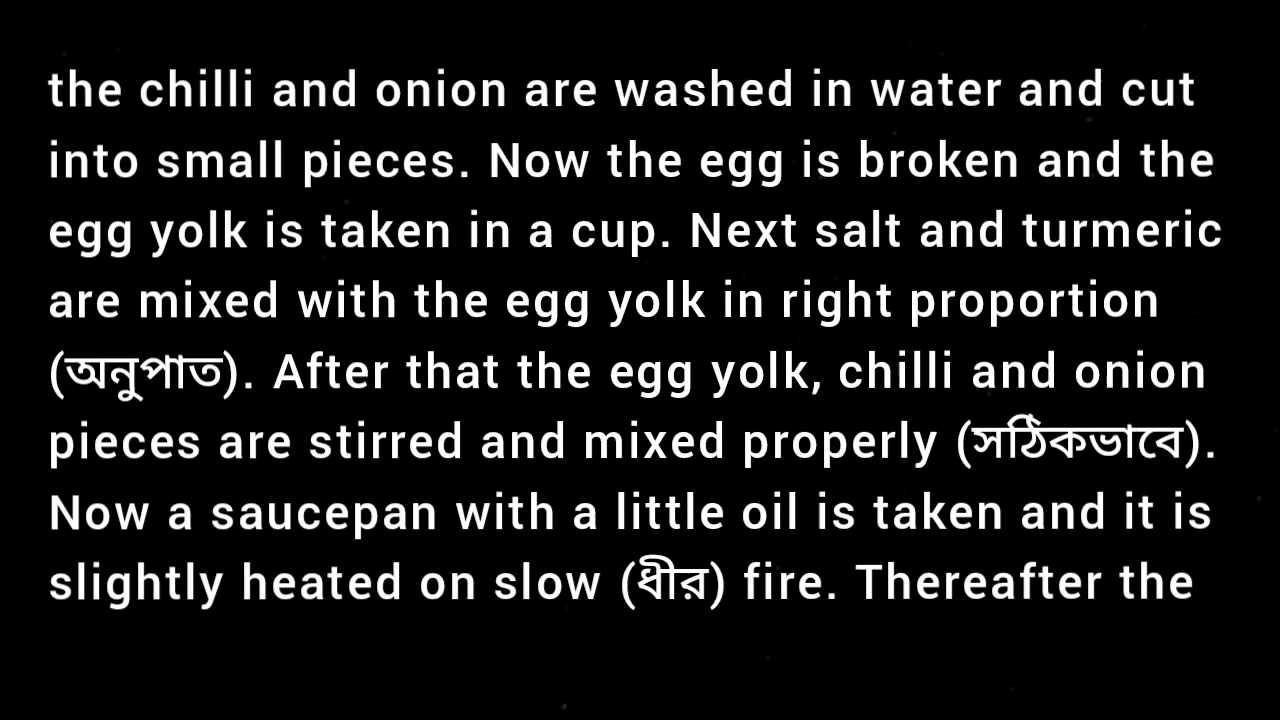 the chilli and onion are washed in water and cut
into small pieces. Now the egg is broken and the
egg yolk is taken in a cup. Next salt and turmeric
are mixed with the egg yolk in right proportion
(অনুপাত). After that the egg yolk, chilli and onion
pieces are stirred and mixed properly (সঠিকভাবে).
Now a saucepan with a little oil is taken and it is
slightly heated on slow (ধীর) fire. Thereafter the